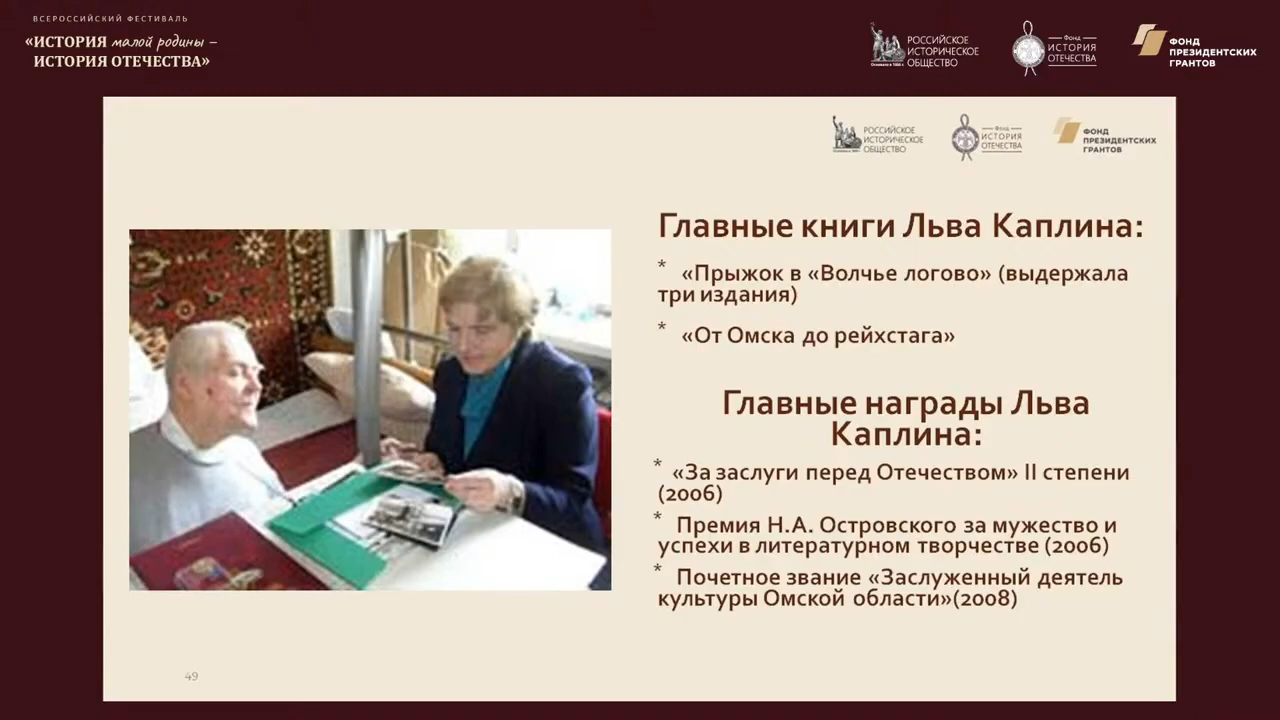 ВСЕРОССИЙСКИЙ ФЕСТИВАЛЬ
«ИСТОРИЯ малой родины –
ИСТОРИЯ ОТЕЧЕСТВА»
РОССИЙСКОЕ
ИСТОРИЧЕСКОЕ
ОБЩЕСТВО
Фонд
ИСТОРИЯ
ОТЕЧЕСТВА
ФОНД
ПРЕЗИДЕНТСКИХ
ГРАНТОВ
РОССИЙСКОЕ
ИСТОРИЧЕСКОЕ
ОБЩЕСТВО
Фонд
ИСТОРИЯ
ОТЕЧЕСТВА
ФОНД
ПРЕЗИДЕНТСКИХ
ГРАНТОВ
Главные книги Льва Каплина:
* «Прыжок в «Волчье логово» (выдержала
три издания)
* «От Омска до рейхстага»
Главные награды Льва
Каплина:
* «За заслуги перед Отечеством» II степени
(2006)
* Премия Н.А. Островского за мужество и
успехи в литературном творчестве (2006)
* Почетное звание «Заслуженный деятель
культуры Омской области»(2008)
49